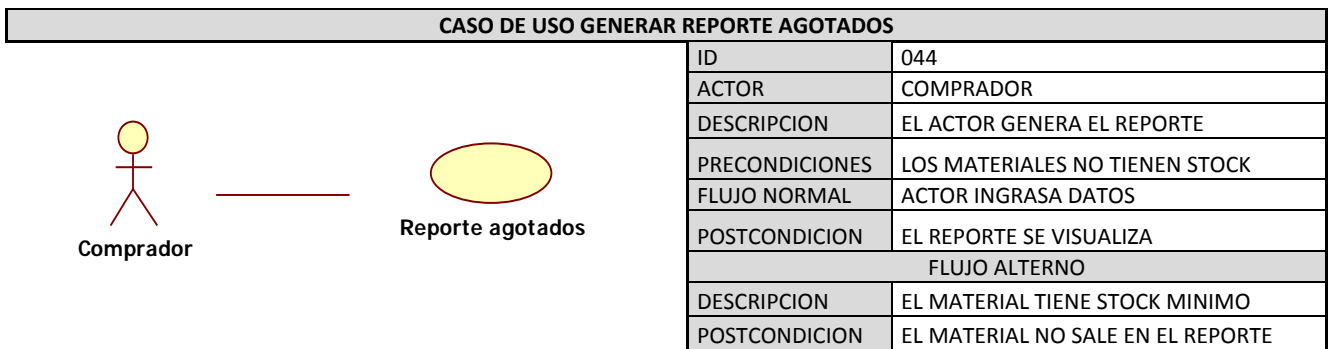 CASO DE USO GENERAR REPORTE AGOTADOS
ID 044
ACTOR COMPRADOR
DESCRIPCION EL ACTOR GENERA EL REPORTE
PRECONDICIONES LOS MATERIALES NO TIENEN STOCK
FLUJO NORMAL ACTOR INGRASA DATOS
POSTCONDICION EL REPORTE SE VISUALIZA
FLUJO ALTERNO
DESCRIPCION EL MATERIAL TIENE STOCK MINIMO
POSTCONDICION EL MATERIAL NO SALE EN EL REPORTE
Comprador
Reporte agotados